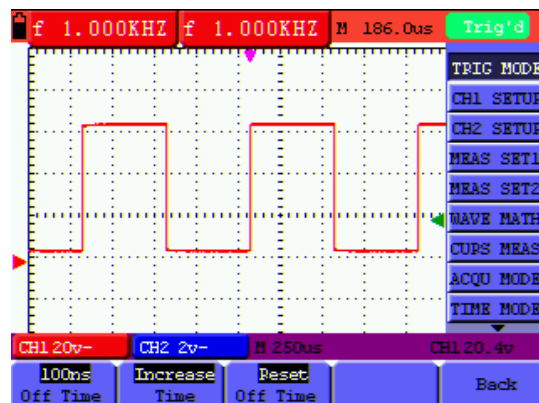 f 1.000KHZ f 1.000KHZ M 186.0us Trig'd
TRIG MODE
CH1 SETUP
CH2 SETUP
MEAS SET1
MEAS SET2
WAVE MATH
CUPS MEAS
ACQU MODE
TIME MODE
CH1 20v- CH2 2v- M 250us CH1 20.4v
100ns Increase Reset
Off Time Time Off Time Back